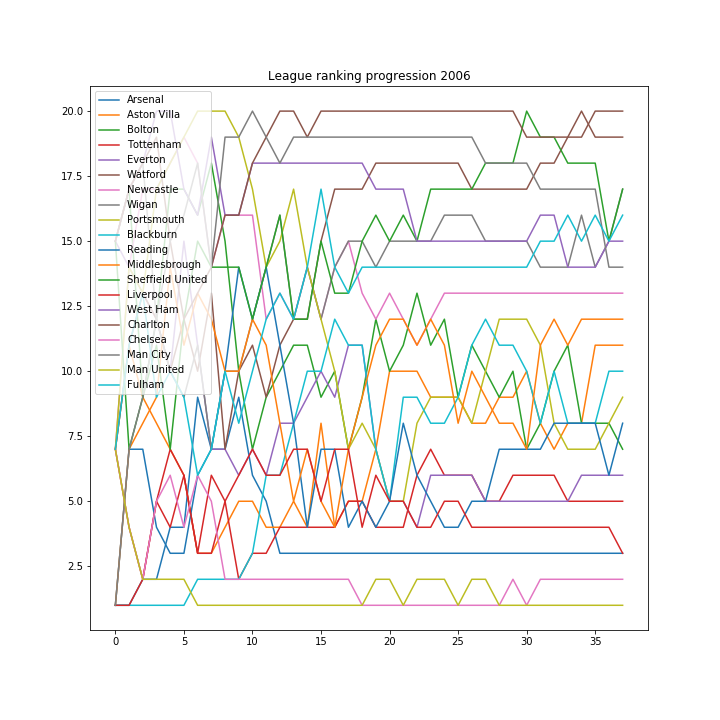 League ranking progression 2006
20.0
17.5
15.0
12.5
10.0
7.5
5.0
2.5
Arsenal
Aston Villa
Bolton
Tottenham
Everton
Watford
Newcastle
Wigan
Portsmouth
Blackburn
Reading
Middlesbrough
Sheffield United
Liverpool
West Ham
Charlton
Chelsea
Man City
Man United
Fulham
0 5 10 15 20 25 30 35